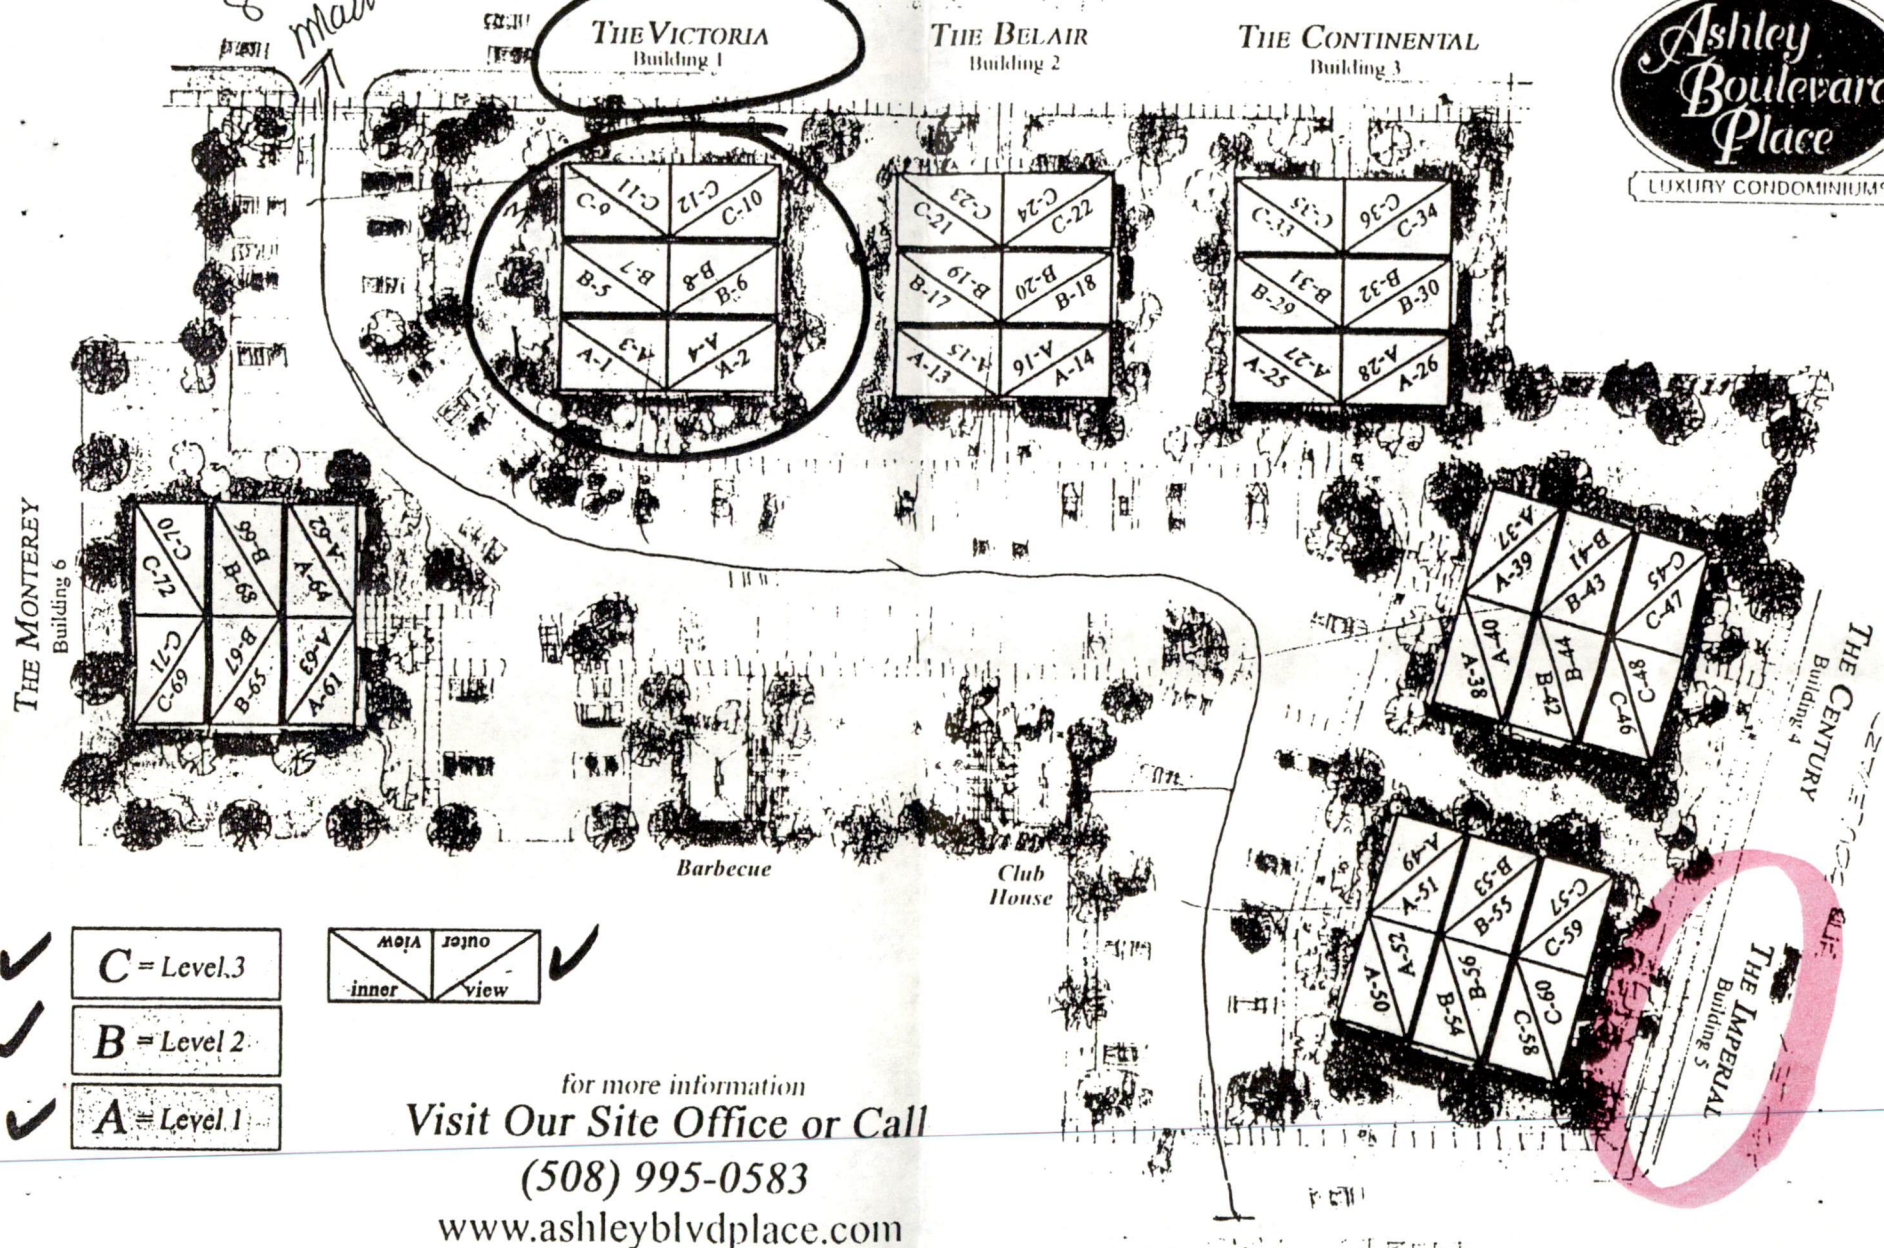 Main
THE VICTORIA
Building 1
THE BELAIR
Building 2
THE CONTINENTAL
Building 3
Ashley
Boulevard
Place
LUXURY CONDOMINIUMS
C-9 C-11 C-12 C-10
B-5 B-7 B-8 B-6
A-1 A-3 A-4 A-2
C-21 C-23 C-24 C-22
B-17 B-19 B-20 B-18
A-13 A-15 A-16 A-14
C-33 C-35 C-36 C-34
B-29 B-31 B-32 B-30
A-25 A-27 A-28 A-26
THE MONTEREY
Building 6
C-70 B-66 A-62
C-72 B-68 A-64
C-71 B-67 A-63
C-69 B-65 A-61
THE CENTURY
Building 4
A-37 B-41 C-45
A-39 B-43 C-47
A-40 B-44 C-48
A-38 B-42 C-46
THE IMPERIAL
Building 5
A-49 B-53 C-57
A-51 B-55 C-59
A-52 B-56 C-60
A-50 B-54 C-58
Barbecue
Club
House
C = Level 3
B = Level 2
A = Level 1
view outer
inner view
for more information
Visit Our Site Office or Call
(508) 995-0583
www.ashleyblvdplace.com